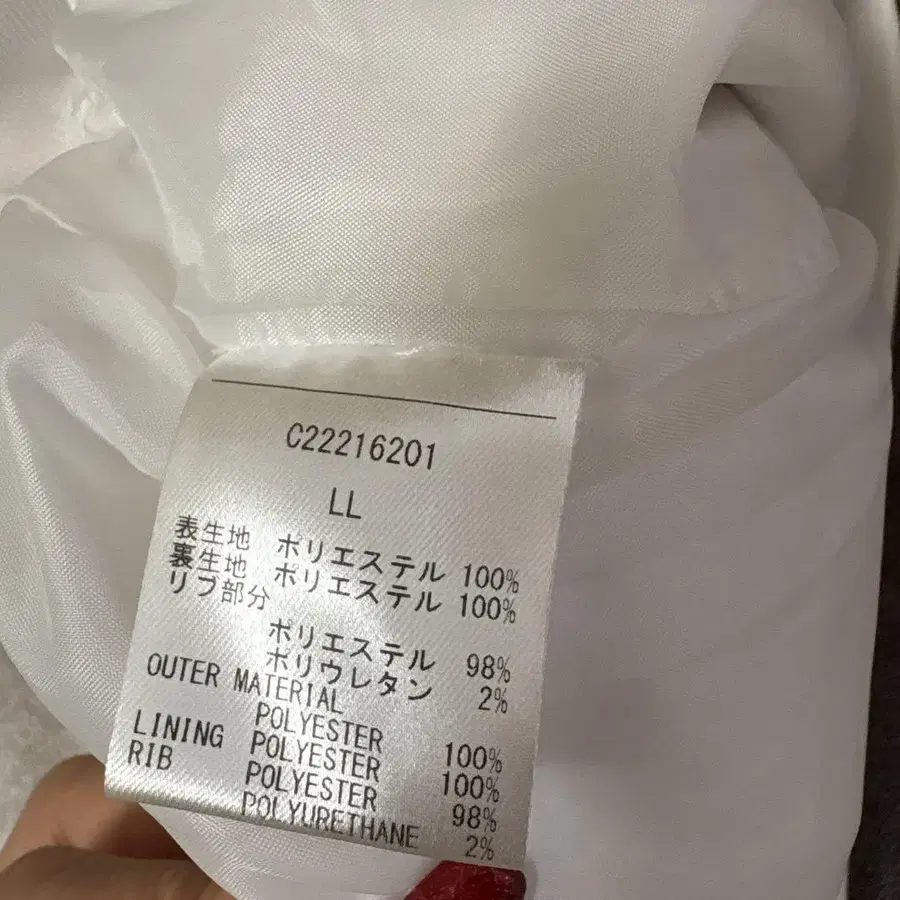 C22216201
LL
表生地 ポリエステル 100%
裏生地 ポリエステル 100%
リブ部分
ポリエステル 98%
ポリウレタン 2%
OUTER MATERIAL
POLYESTER 100%
LINING POLYESTER 100%
RIB POLYESTER 98%
POLYURETHANE 2%